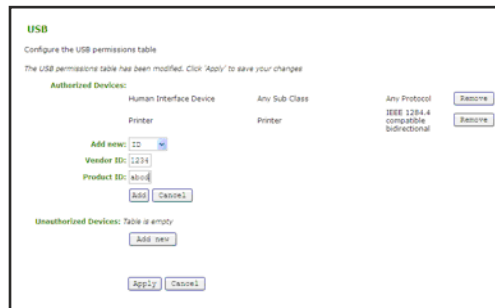 USB
Configure the USB permissions table
The USB permissions table has been modified. Click 'Apply' to save your changes
Authorized Devices:
Human Interface Device Any Sub Class Any Protocol Remove
Printer Printer IEEE 1284.4 compatible bidirectional Remove
Add new: ID
Vendor ID: 1234
Product ID: abcd
Add Cancel
Unauthorized Devices: Table is empty
Add new
Apply Cancel